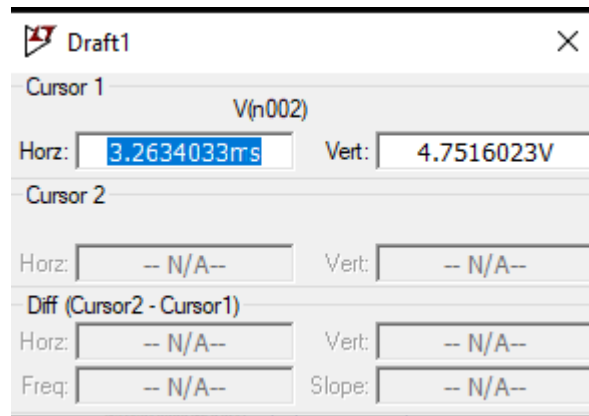 Draft1
Cursor 1
V(n002)
Horz: 3.2634033ms Vert: 4.7516023V
Cursor 2
Horz: -- N/A-- Vert: -- N/A--
Diff (Cursor2 - Cursor1)
Horz: -- N/A-- Vert: -- N/A--
Freq: -- N/A-- Slope: -- N/A--